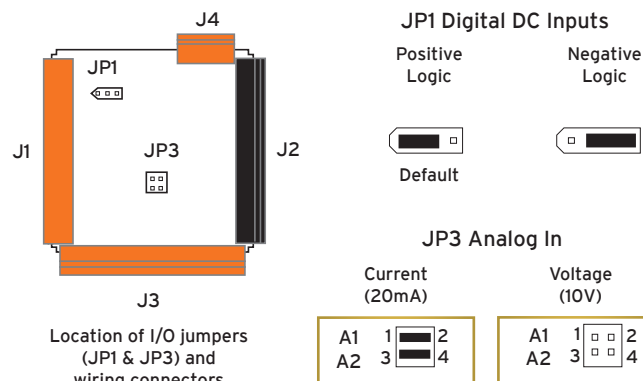 J4
JP1
J1
JP3
J2
J3
Location of I/O jumpers
(JP1 & JP3) and
wiring connectors
JP1 Digital DC Inputs
Positive
Logic
Negative
Logic
Default
JP3 Analog In
Current
(20mA)
Voltage
(10V)
A1 1 2
A2 3 4
A1 1 2
A2 3 4